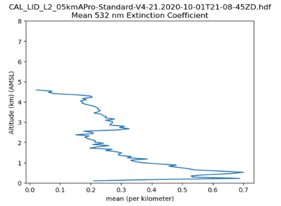 CAL_LID_L2_05kmAPro-Standard-V4-21.2020-10-01T21-08-45ZD.hdf
Mean 532 nm Extinction Coefficient
8
7
6
5
4
3
2
1
0
Altitude (km) (AMSL)
0.0 0.1 0.2 0.3 0.4 0.5 0.6 0.7
mean (per kilometer)